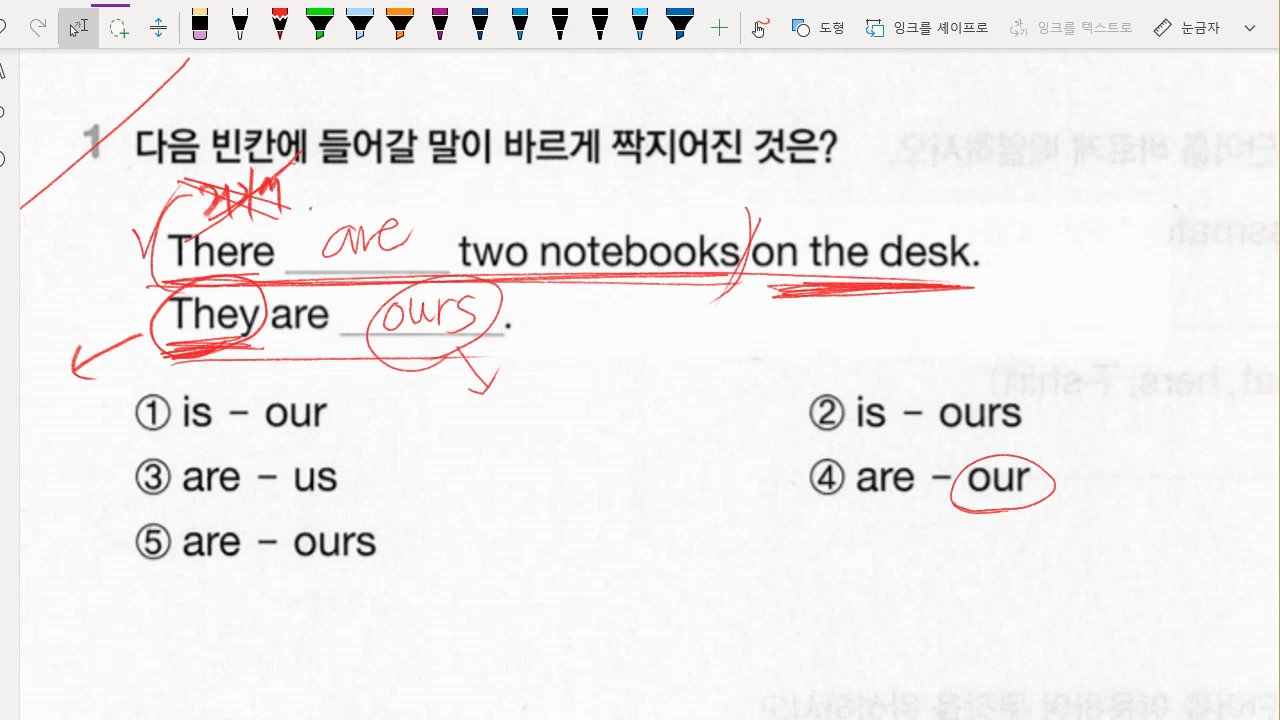 도형 잉크를 셰이프로 잉크를 텍스트로 눈금자
1 다음 빈칸에 들어갈 말이 바르게 짝지어진 것은?
There are two notebooks on the desk.
They are ours.
① is - our ② is - ours
③ are - us ④ are - our
⑤ are - ours